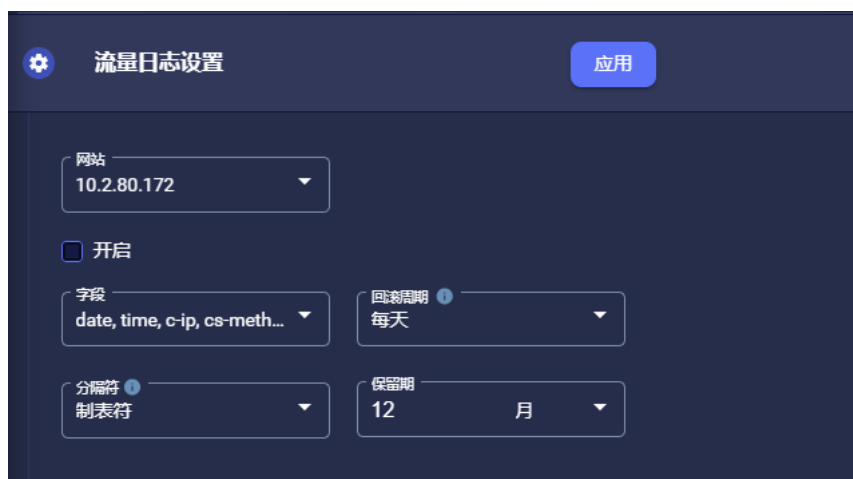 流量日志设置
应用
网站
10.2.80.172
开启
字段
回滚周期
date, time, c-ip, cs-meth...
每天
分隔符
保留期
制表符
12 月